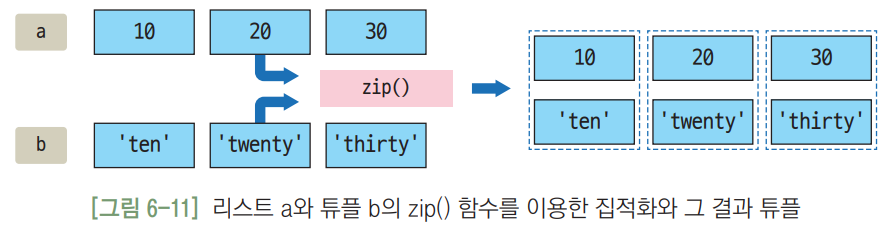 a 10 20 30
10 20 30
zip()
'ten' 'twenty' 'thirty'
b 'ten' 'twenty' 'thirty'
[그림 6-11] 리스트 a와 튜플 b의 zip() 함수를 이용한 집적화와 그 결과 튜플